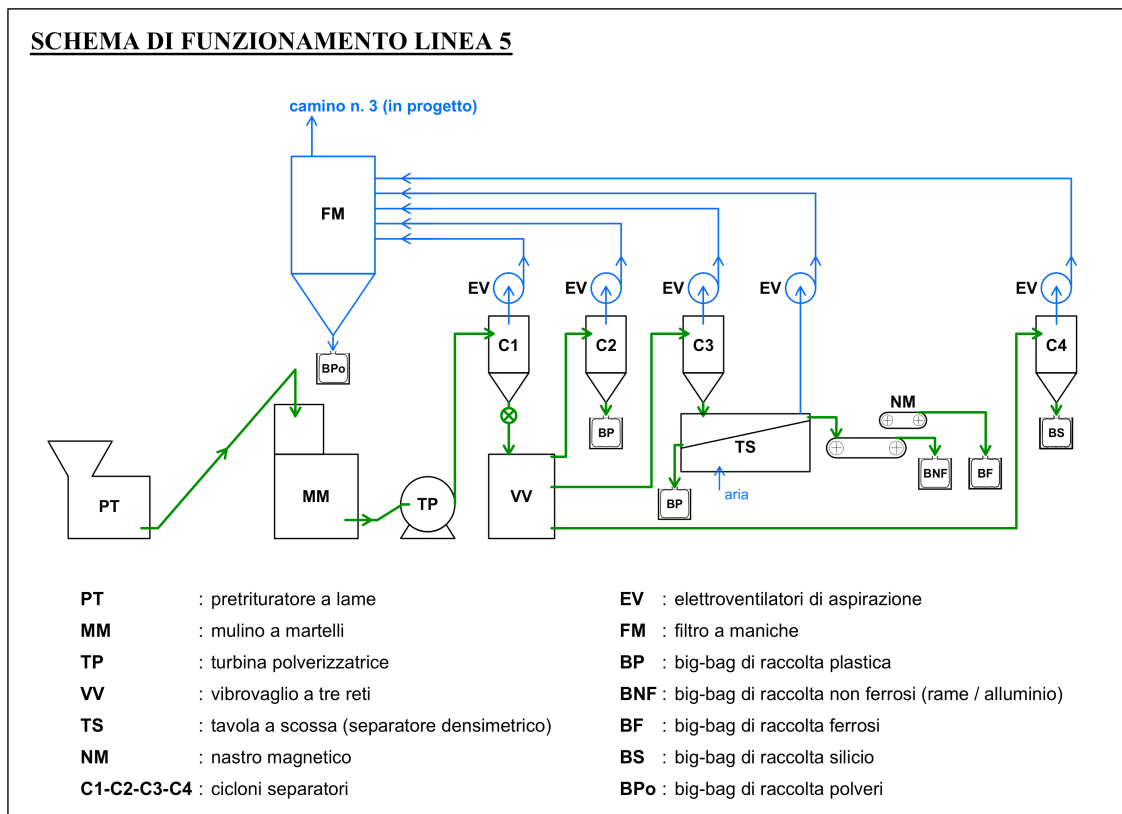 SCHEMA DI FUNZIONAMENTO LINEA 5
camino n. 3 (in progetto)
FM
EV EV EV EV EV
C1 C2 C3 C4
BPo
NM
BP
BS
TS
BNF BF
PT MM TP VV
BP
aria
PT : pretrituratore a lame
MM : mulino a martelli
TP : turbina polverizzatrice
VV : vibrovaglio a tre reti
TS : tavola a scossa (separatore densimetrico)
NM : nastro magnetico
C1-C2-C3-C4 : cicloni separatori
EV : elettroventilatori di aspirazione
FM : filtro a maniche
BP : big-bag di raccolta plastica
BNF : big-bag di raccolta non ferrosi (rame / alluminio)
BF : big-bag di raccolta ferrosi
BS : big-bag di raccolta silicio
BPo : big-bag di raccolta polveri